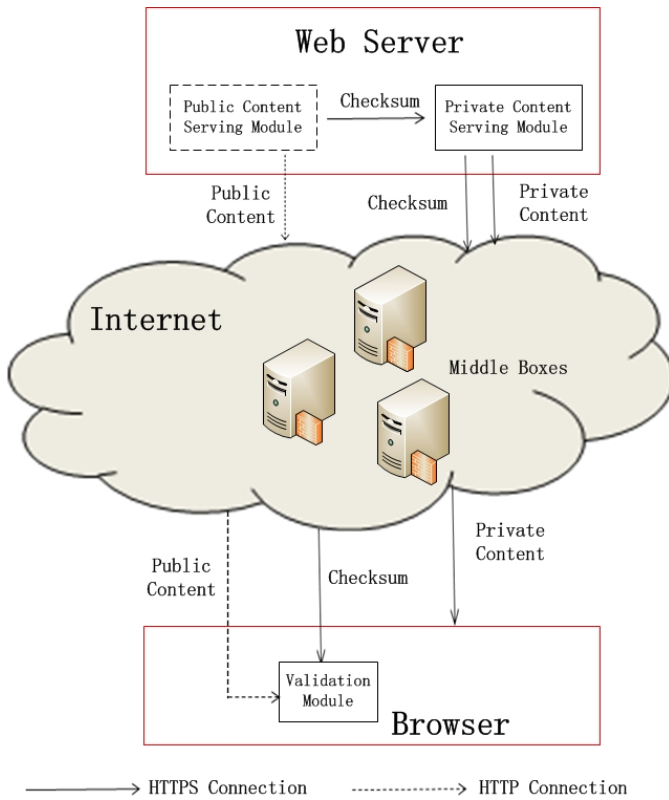 Web Server
Public Content
Serving Module
Checksum
Private Content
Serving Module
Public
Content
Checksum
Private
Content
Internet
Middle Boxes
Public
Content
Checksum
Private
Content
Validation
Module
Browser
HTTPS Connection
HTTP Connection